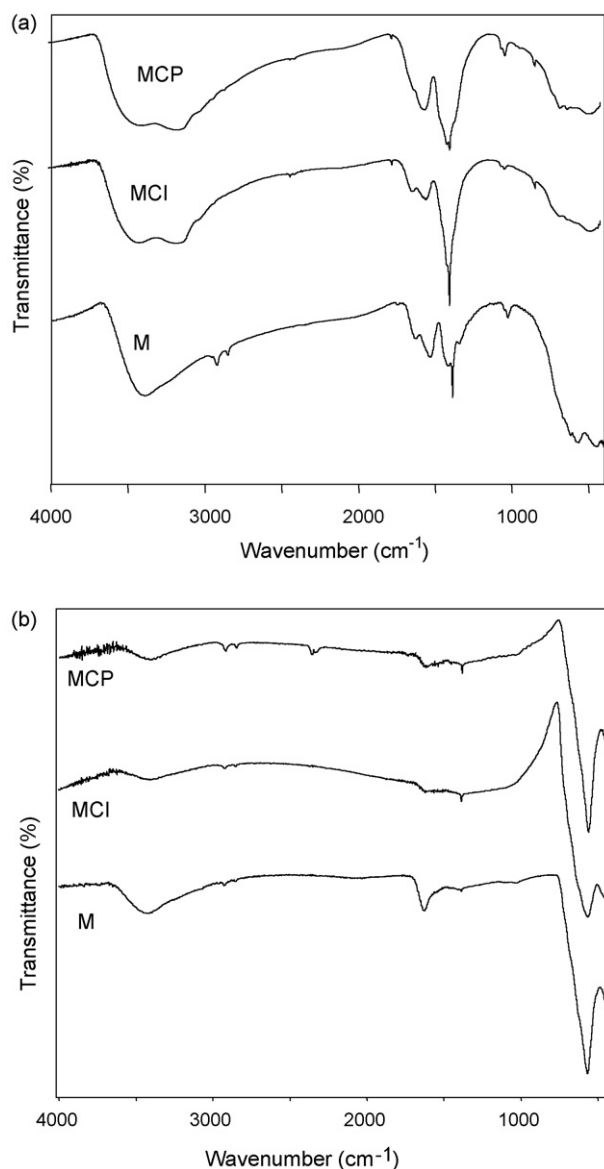 (a)
MCP
MCI
M
Transmittance (%)
4000 3000 2000 1000
Wavenumber (cm⁻¹)
(b)
MCP
MCI
M
Transmittance (%)
4000 3000 2000 1000
Wavenumber (cm⁻¹)